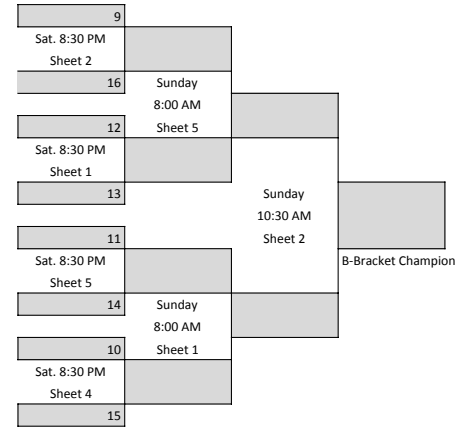 9
Sat. 8:30 PM
Sheet 2
16
Sunday
8:00 AM
Sheet 5
12
Sat. 8:30 PM
Sheet 1
13
Sunday
10:30 AM
Sheet 2
B-Bracket Champion
11
Sat. 8:30 PM
Sheet 5
14
Sunday
8:00 AM
Sheet 1
10
Sat. 8:30 PM
Sheet 4
15